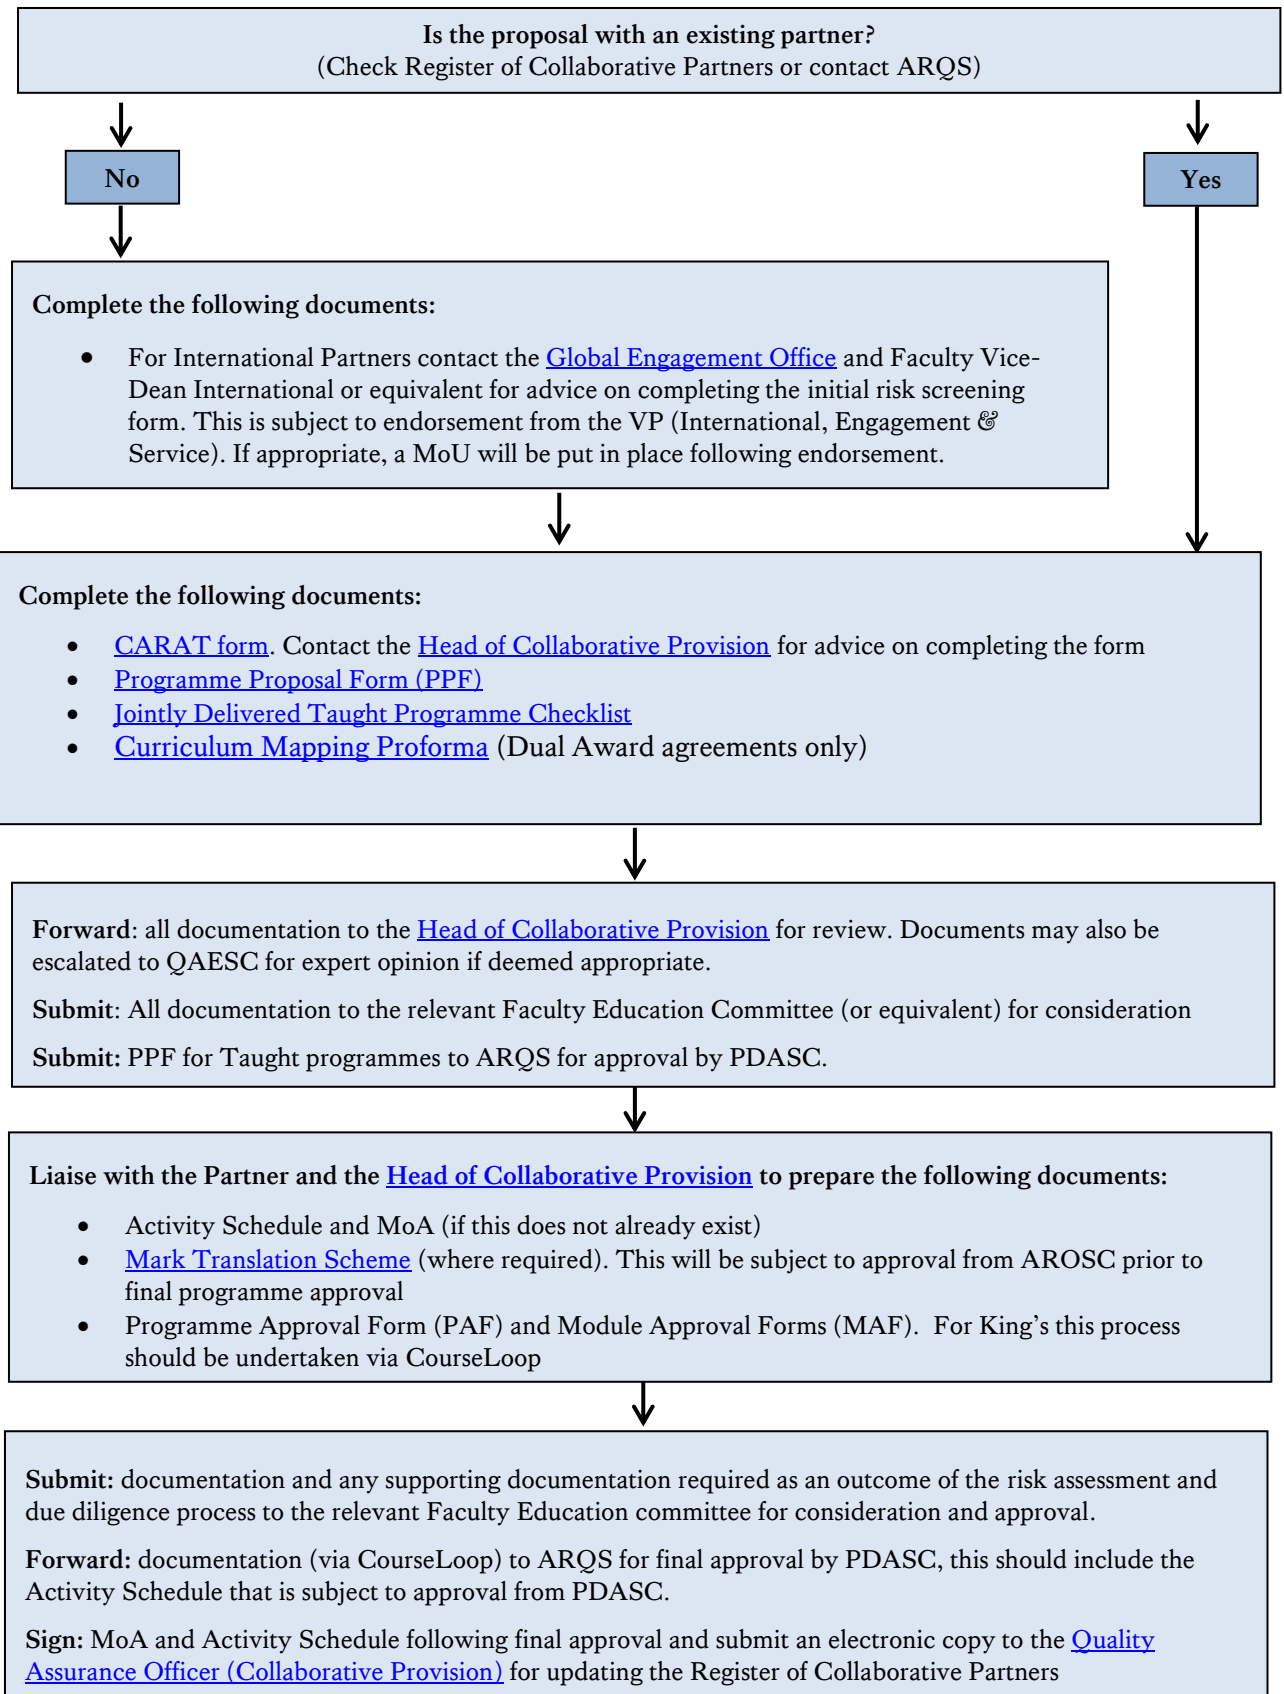 Is the proposal with an existing partner?
(Check Register of Collaborative Partners or contact ARQS)
No
Yes
Complete the following documents:
• For International Partners contact the Global Engagement Office and Faculty Vice-
Dean International or equivalent for advice on completing the initial risk screening
form. This is subject to endorsement from the VP (International, Engagement &
Service). If appropriate, a MoU will be put in place following endorsement.
Complete the following documents:
• CARAT form. Contact the Head of Collaborative Provision for advice on completing the form
• Programme Proposal Form (PPF)
• Jointly Delivered Taught Programme Checklist
• Curriculum Mapping Proforma (Dual Award agreements only)
Forward: all documentation to the Head of Collaborative Provision for review. Documents may also be
escalated to QAESC for expert opinion if deemed appropriate.
Submit: All documentation to the relevant Faculty Education Committee (or equivalent) for consideration
Submit: PPF for Taught programmes to ARQS for approval by PDASC.
Liaise with the Partner and the Head of Collaborative Provision to prepare the following documents:
• Activity Schedule and MoA (if this does not already exist)
• Mark Translation Scheme (where required). This will be subject to approval from AROSC prior to
final programme approval
• Programme Approval Form (PAF) and Module Approval Forms (MAF).  For King's this process
should be undertaken via CourseLoop
Submit: documentation and any supporting documentation required as an outcome of the risk assessment and
due diligence process to the relevant Faculty Education committee for consideration and approval.
Forward: documentation (via CourseLoop) to ARQS for final approval by PDASC, this should include the
Activity Schedule that is subject to approval from PDASC.
Sign: MoA and Activity Schedule following final approval and submit an electronic copy to the Quality
Assurance Officer (Collaborative Provision) for updating the Register of Collaborative Partners